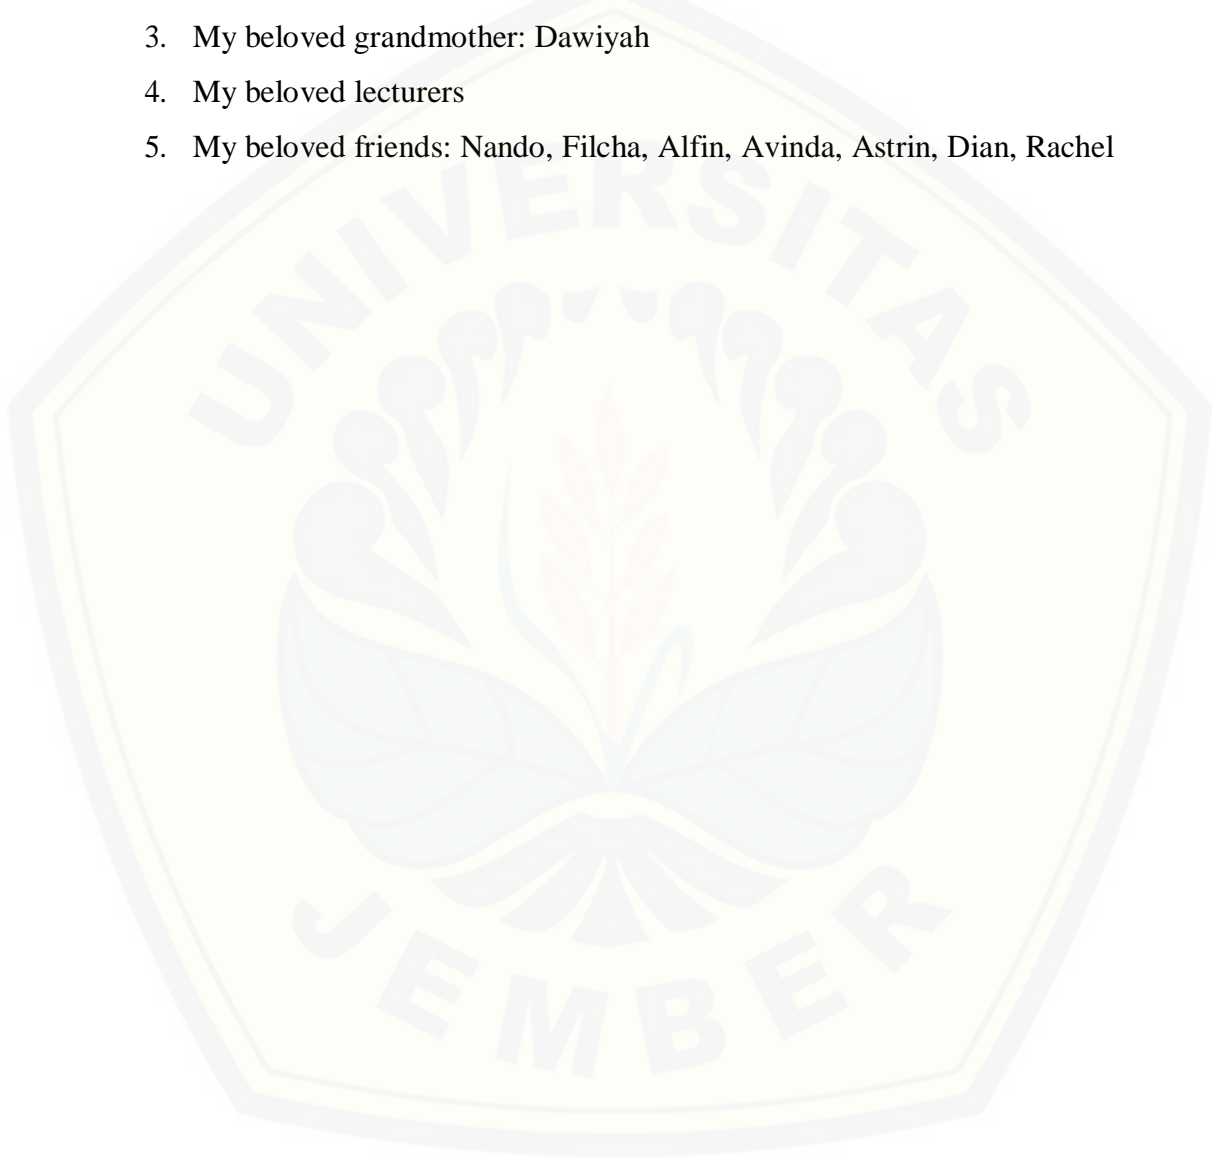 3. My beloved grandmother: Dawiyah
4. My beloved lecturers
5. My beloved friends: Nando, Filcha, Alfin, Avinda, Astrin, Dian, Rachel
UNIVERSITAS
JEMBER